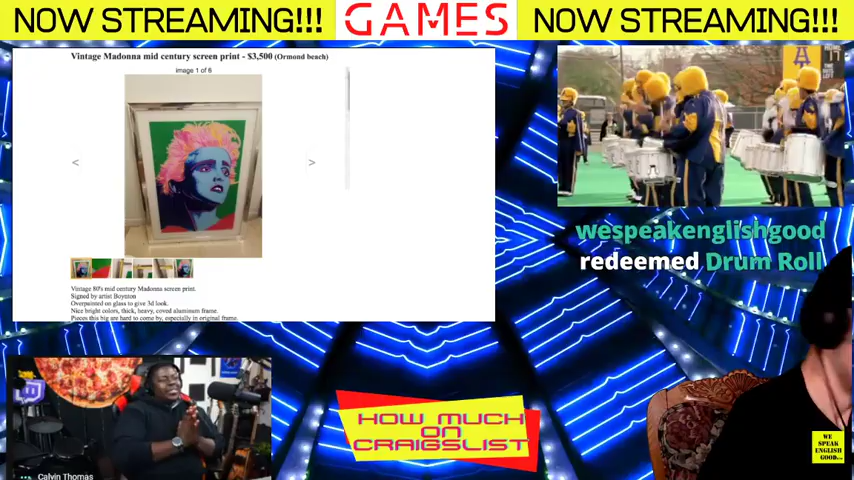 NOW STREAMING!!!
GAMES
NOW STREAMING!!!
Vintage Madonna mid century screen print - $3,500 (Ormond beach)
image 1 of 6
<
>
Vintage 80's mid century Madonna screen print.
Signed by artist Boynton
Overpainted on glass to give 3d look.
Nice bright colors, thick, heavy, coved aluminum frame.
Pieces this big are hard to come by, especially in original frame.
wespeakenglishgood
redeemed Drum Roll
HOW MUCH
ON
CRAIGSLIST
Calvin Thomas
WE
SPEAK
ENGLISH
GOOD